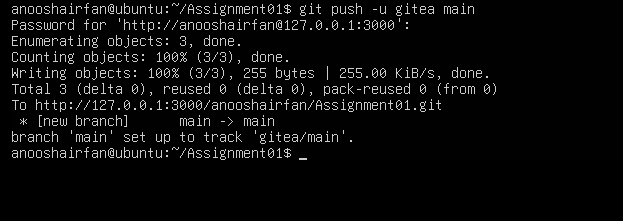 anooshairfan@ubuntu:~/Assignment01$ git push -u gitea main
Password for 'http://anooshairfan@127.0.0.1:3000':
Enumerating objects: 3, done.
Counting objects: 100% (3/3), done.
Writing objects: 100% (3/3), 255 bytes | 255.00 KiB/s, done.
Total 3 (delta 0), reused 0 (delta 0), pack-reused 0 (from 0)
To http://127.0.0.1:3000/anooshairfan/Assignment01.git
 * [new branch]      main -> main
branch 'main' set up to track 'gitea/main'.
anooshairfan@ubuntu:~/Assignment01$ _